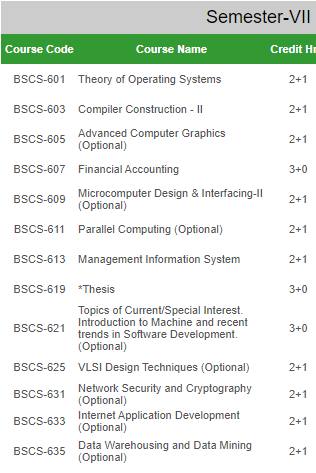 Semester-VII
Course Code Course Name Credit Hr
BSCS-601 Theory of Operating Systems 2+1
BSCS-603 Compiler Construction - II 2+1
BSCS-605 Advanced Computer Graphics (Optional) 2+1
BSCS-607 Financial Accounting 3+0
BSCS-609 Microcomputer Design & Interfacing-II (Optional) 2+1
BSCS-611 Parallel Computing (Optional) 2+1
BSCS-613 Management Information System 2+1
BSCS-619 *Thesis 3+0
BSCS-621 Topics of Current/Special Interest. Introduction to Machine and recent trends in Software Development. (Optional) 3+0
BSCS-625 VLSI Design Techniques (Optional) 2+1
BSCS-631 Network Security and Cryptography (Optional) 2+1
BSCS-633 Internet Application Development (Optional) 2+1
BSCS-635 Data Warehousing and Data Mining (Optional) 2+1